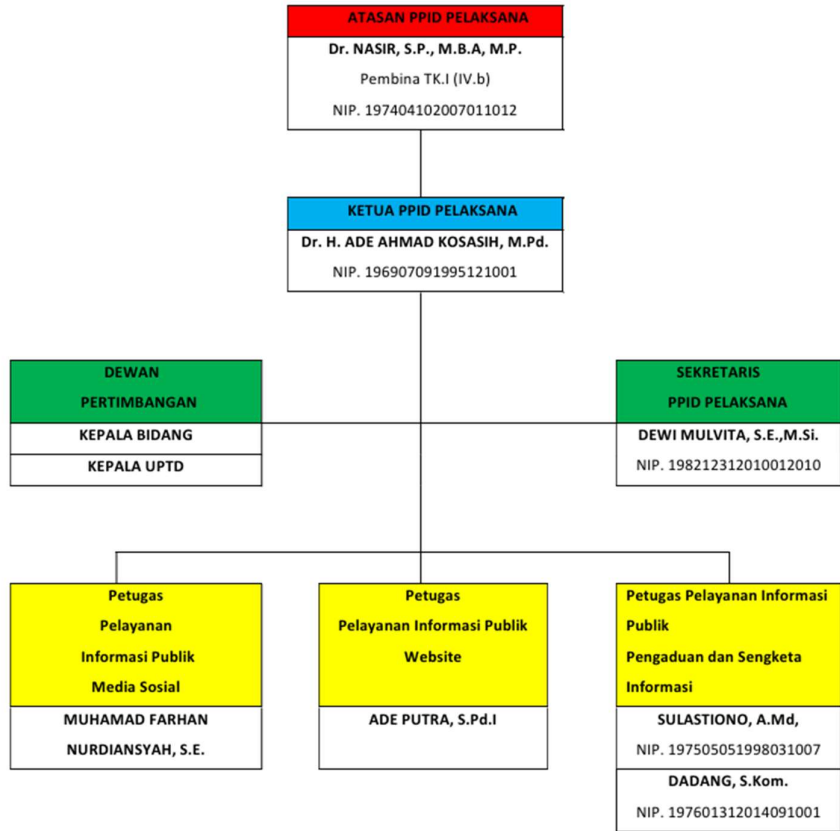 ATASAN PPID PELAKSANA
Dr. NASIR, S.P., M.B.A, M.P.
Pembina TK.I (IV.b)
NIP. 197404102007011012
KETUA PPID PELAKSANA
Dr. H. ADE AHMAD KOSASIH, M.Pd.
NIP. 196907091995121001
DEWAN
PERTIMBANGAN
KEPALA BIDANG
KEPALA UPTD
SEKRETARIS
PPID PELAKSANA
DEWI MULVITA, S.E.,M.Si.
NIP. 198212312010012010
Petugas
Pelayanan
Informasi Publik
Media Sosial
MUHAMAD FARHAN
NURDIANSYAH, S.E.
Petugas
Pelayanan Informasi Publik
Website
ADE PUTRA, S.Pd.I
Petugas Pelayanan Informasi
Publik
Pengaduan dan Sengketa
Informasi
SULASTIONO, A.Md,
NIP. 197505051998031007
DADANG, S.Kom.
NIP. 197601312014091001